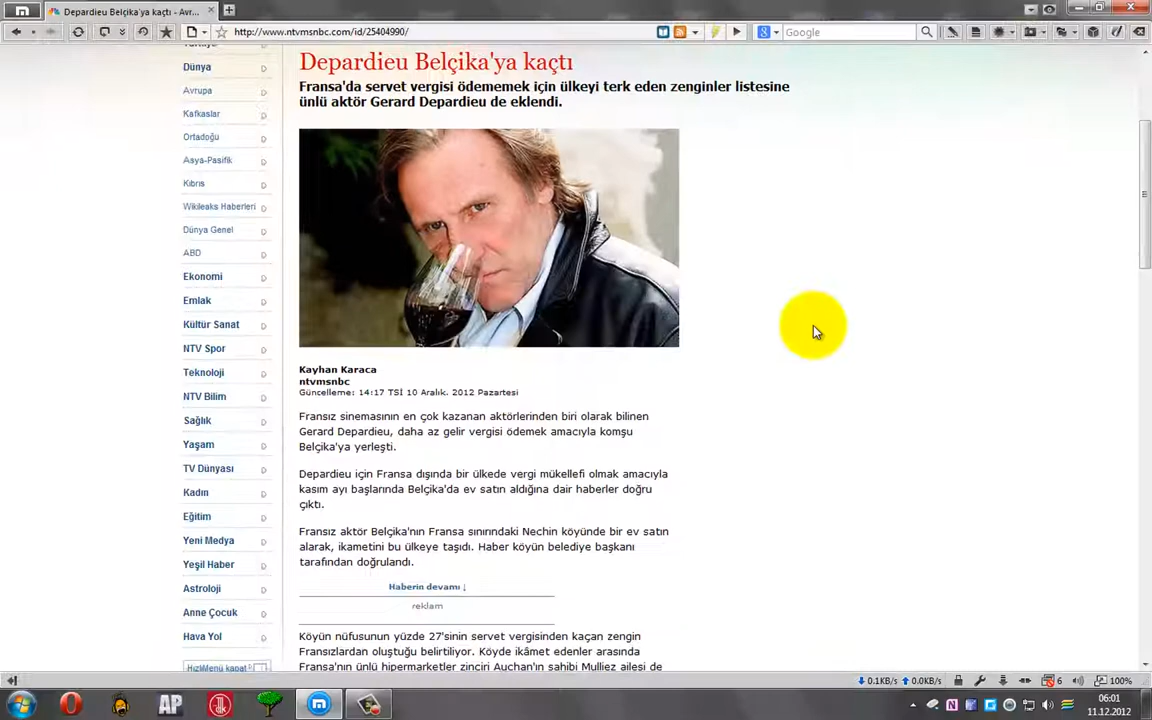 Depardieu Belçika'ya kaçtı - Avr...
http://www.ntvmsnbc.com/id/25404990/
Google
Türkiye
Dünya
Avrupa
Kafkaslar
Ortadoğu
Asya-Pasifik
Kıbrıs
Wikileaks Haberleri
Dünya Genel
ABD
Ekonomi
Emlak
Kültür Sanat
NTV Spor
Teknoloji
NTV Bilim
Sağlık
Yaşam
TV Dünyası
Kadın
Eğitim
Yeni Medya
Yeşil Haber
Astroloji
Anne Çocuk
Hava Yol
HızlıMenü kapat
Depardieu Belçika'ya kaçtı
Fransa'da servet vergisi ödememek için ülkeyi terk eden zenginler listesine
ünlü aktör Gerard Depardieu de eklendi.
Kayhan Karaca
ntvmsnbc
Güncelleme: 14:17 TSİ 10 Aralık. 2012 Pazartesi
Fransız sinemasının en çok kazanan aktörlerinden biri olarak bilinen
Gerard Depardieu, daha az gelir vergisi ödemek amacıyla komşu
Belçika'ya yerleşti.
Depardieu için Fransa dışında bir ülkede vergi mükellefi olmak amacıyla
kasım ayı başlarında Belçika'da ev satın aldığına dair haberler doğru
çıktı.
Fransız aktör Belçika'nın Fransa sınırındaki Nechin köyünde bir ev satın
alarak, ikametini bu ülkeye taşıdı. Haber köyün belediye başkanı
tarafından doğrulandı.
Haberin devamı ↓
reklam
Köyün nüfusunun yüzde 27'sinin servet vergisinden kaçan zengin
Fransızlardan oluştuğu belirtiliyor. Köyde ikâmet edenler arasında
Fransa'nın ünlü hipermarketler zinciri Auchan'ın sahibi Mulliez ailesi de
0.1KB/s 0.0KB/s 6 100%
AP
06:01
11.12.2012